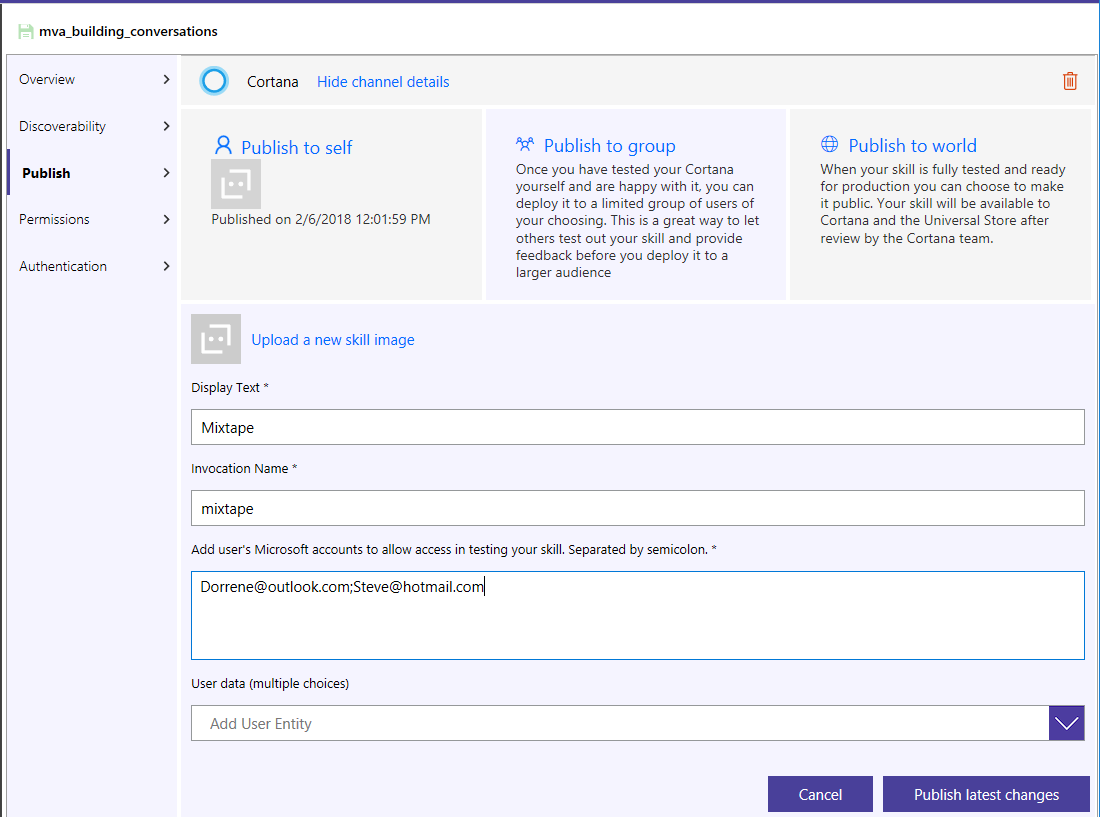 mva_building_conversations
Overview
Discoverability
Publish
Permissions
Authentication
Cortana Hide channel details
Publish to self
Published on 2/6/2018 12:01:59 PM
Publish to group
Once you have tested your Cortana
yourself and are happy with it, you can
deploy it to a limited group of users of
your choosing. This is a great way to let
others test out your skill and provide
feedback before you deploy it to a
larger audience
Publish to world
When your skill is fully tested and ready
for production you can choose to make
it public. Your skill will be available to
Cortana and the Universal Store after
review by the Cortana team.
Upload a new skill image
Display Text *
Mixtape
Invocation Name *
mixtape
Add user's Microsoft accounts to allow access in testing your skill. Separated by semicolon. *
Dorrene@outlook.com;Steve@hotmail.com
User data (multiple choices)
Add User Entity
Cancel
Publish latest changes